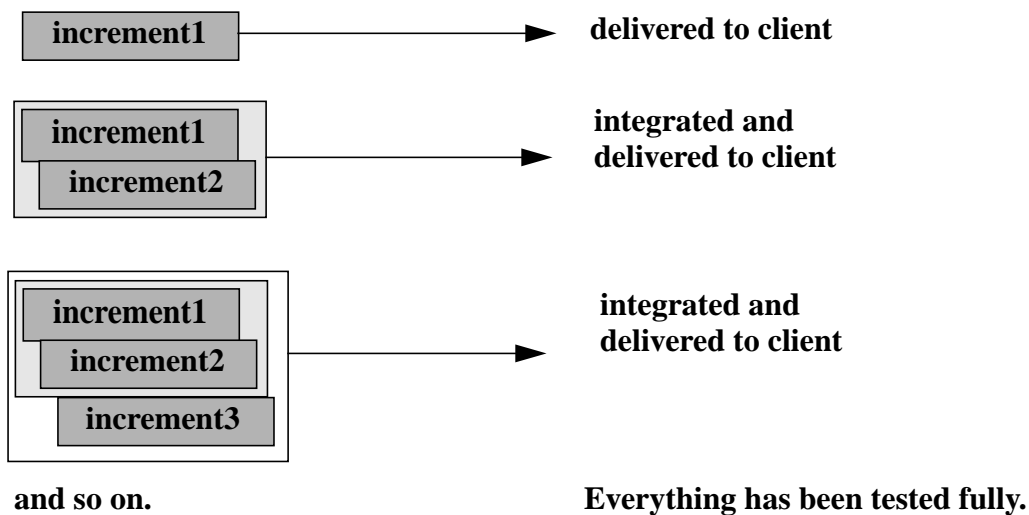 increment1
delivered to client
increment1
increment2
integrated and
delivered to client
increment1
increment2
increment3
integrated and
delivered to client
and so on.
Everything has been tested fully.